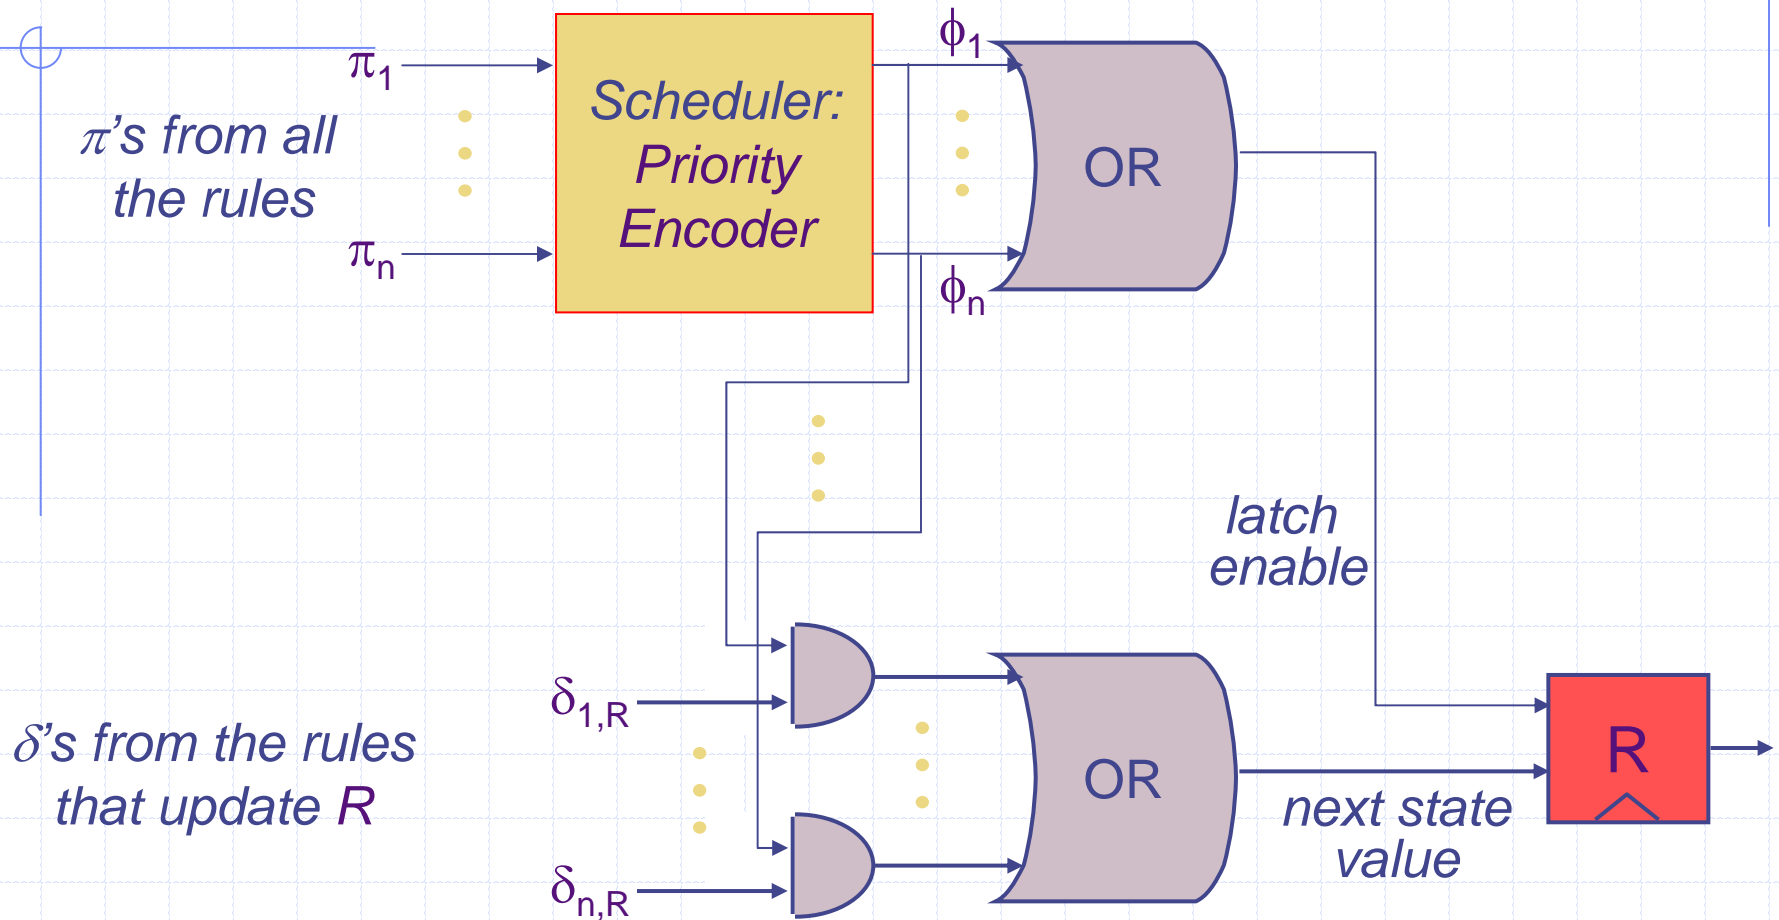 π1
π's from all
the rules
πn
Scheduler:
Priority
Encoder
ϕ1
ϕn
OR
latch
enable
δ1,R
δ's from the rules
that update R
δn,R
OR
next state
value
R